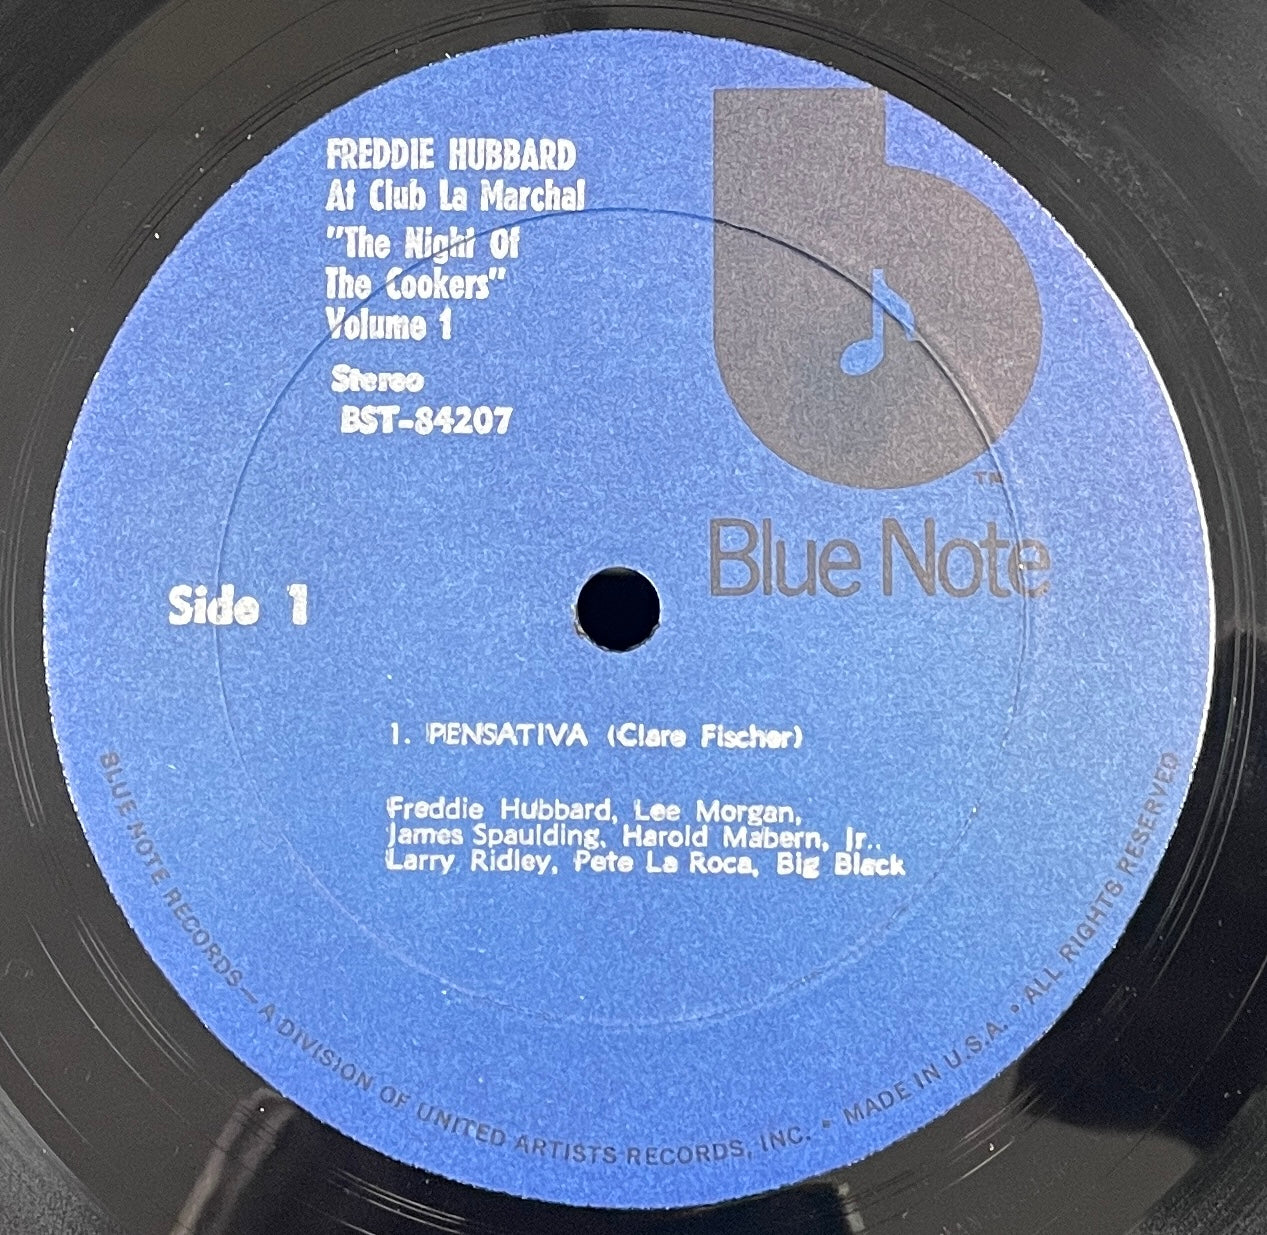 FREDDIE HUBBARD
At Club La Marchal
"The Night Of
The Cookers"
Volume 1
Stereo
BST-84207
TM
Blue Note
Side 1
1. PENSATIVA (Clare Fischer)
Freddie Hubbard, Lee Morgan,
James Spaulding, Harold Mabern, Jr.,
Larry Ridley, Pete La Roca, Big Black
BLUE NOTE RECORDS — A DIVISION OF UNITED ARTISTS RECORDS, INC. • MADE IN U.S.A. • ALL RIGHTS RESERVED